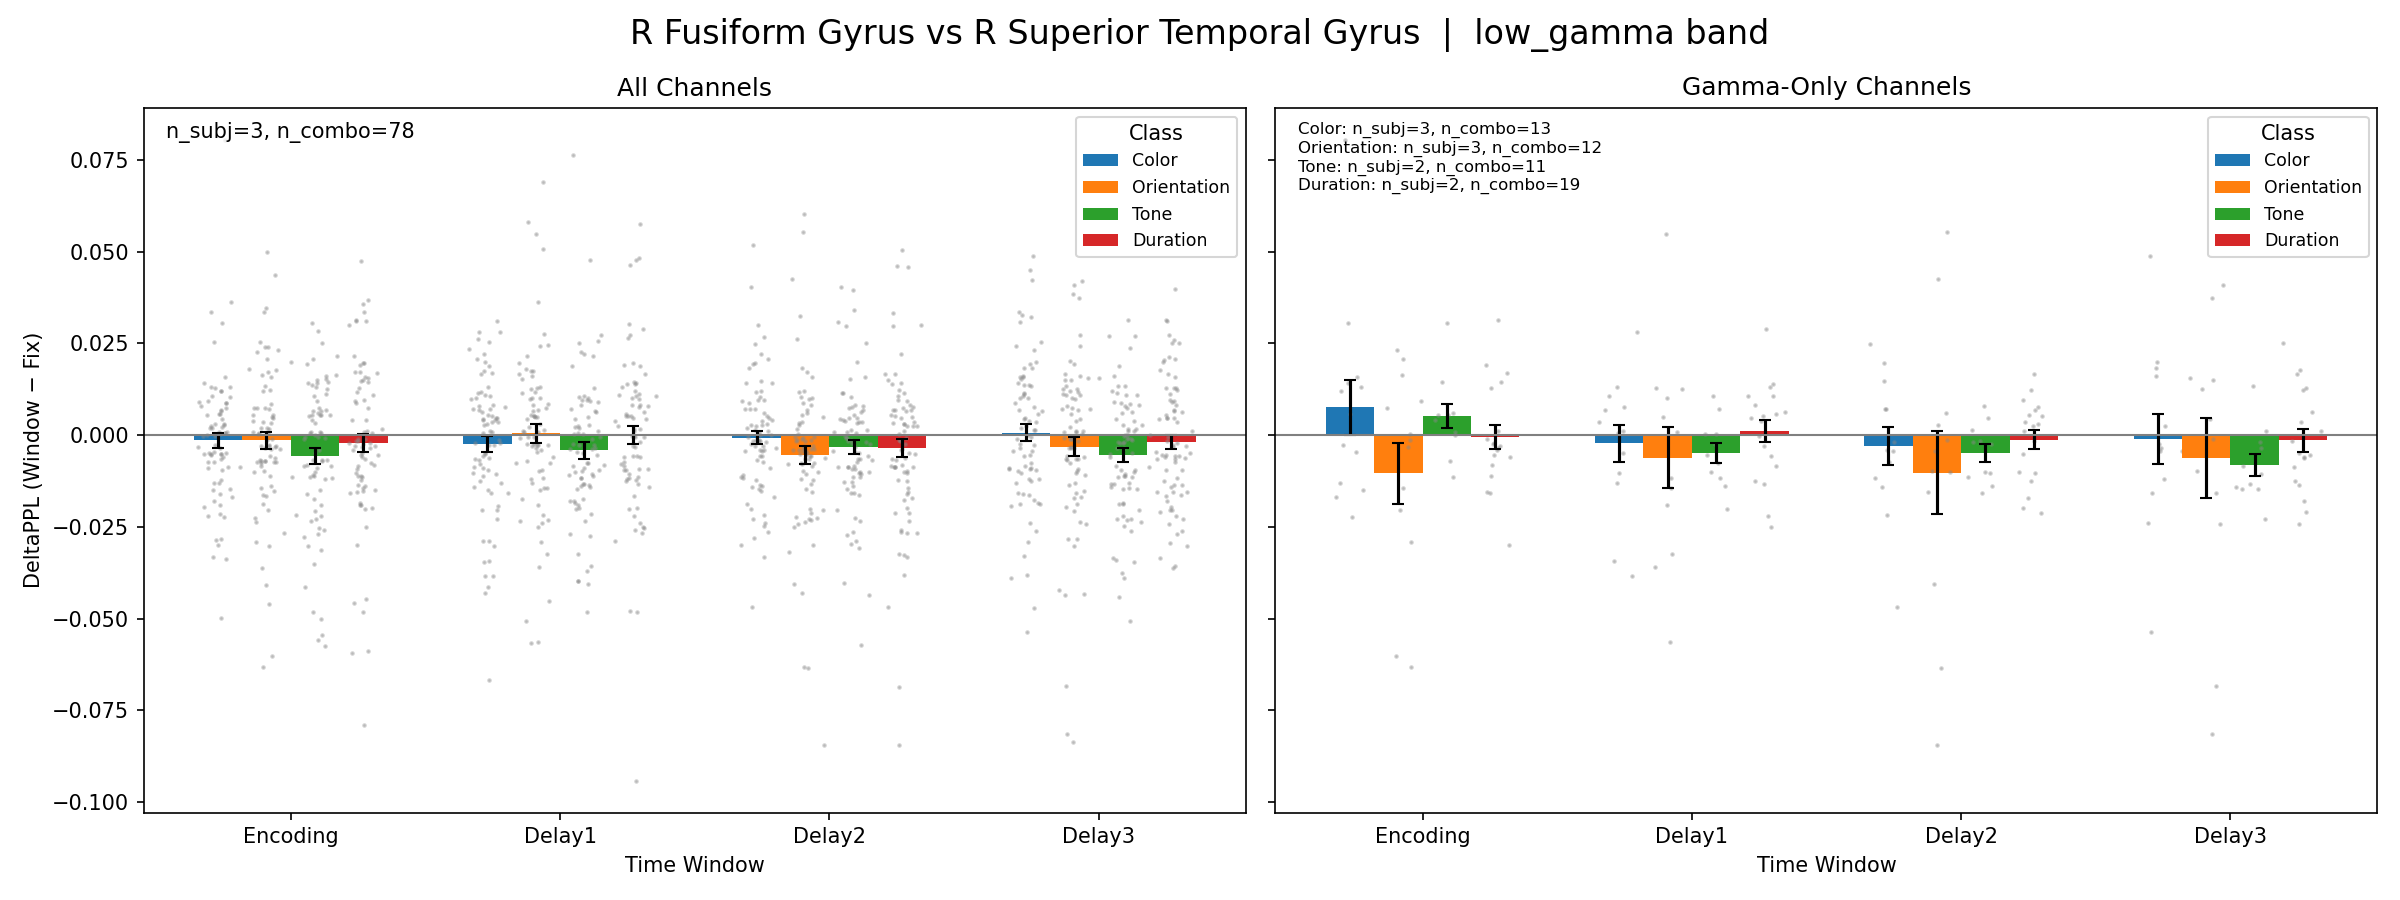 R Fusiform Gyrus vs R Superior Temporal Gyrus | low_gamma band
All Channels
n_subj=3, n_combo=78
Class
Color
Orientation
Tone
Duration
0.075
0.050
0.025
0.000
−0.025
−0.050
−0.075
−0.100
DeltaPPL (Window − Fix)
Encoding
Delay1
Delay2
Delay3
Time Window
Gamma-Only Channels
Color: n_subj=3, n_combo=13
Orientation: n_subj=3, n_combo=12
Tone: n_subj=2, n_combo=11
Duration: n_subj=2, n_combo=19
Class
Color
Orientation
Tone
Duration
Encoding
Delay1
Delay2
Delay3
Time Window